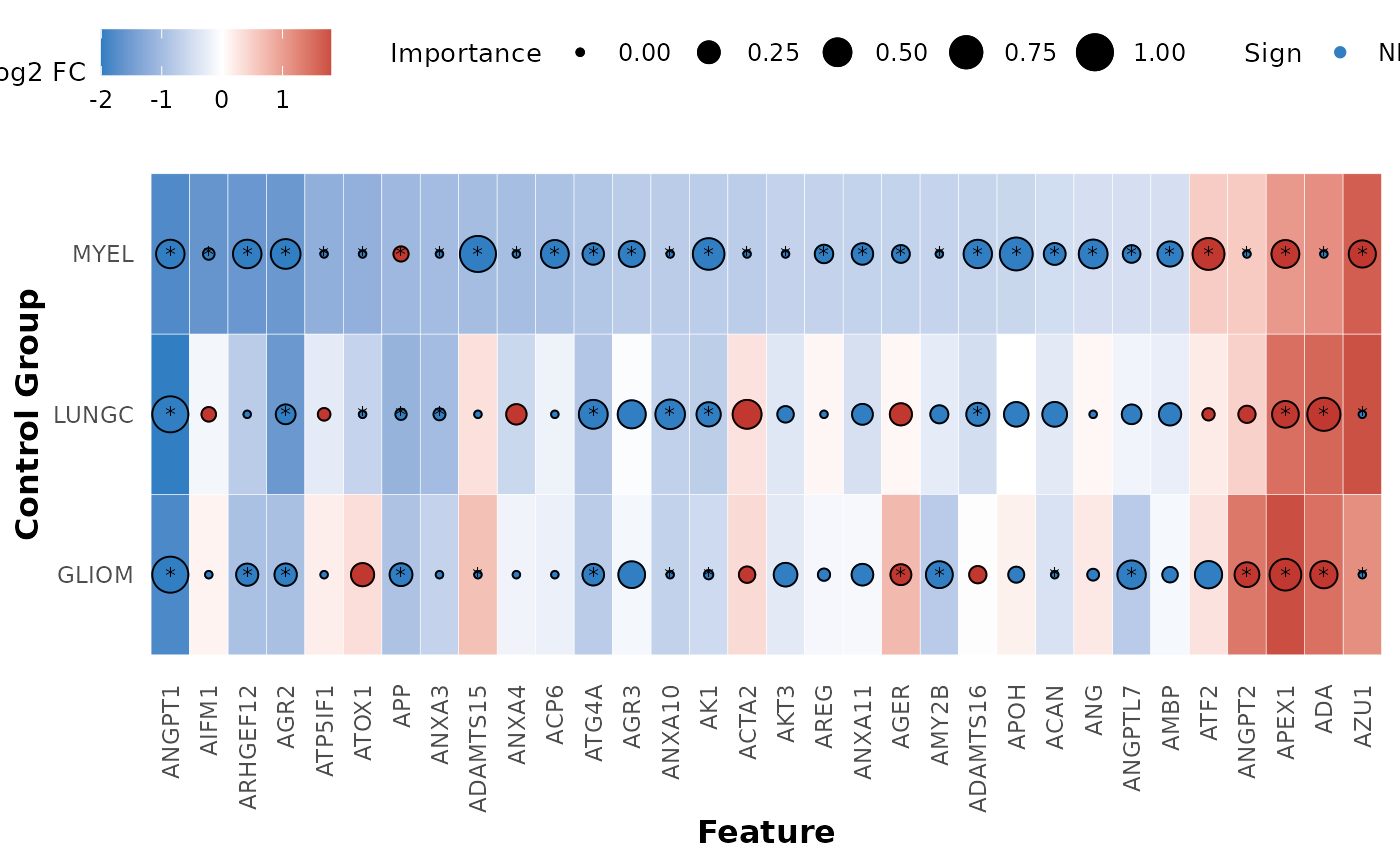 og2 FC
-2 -1 0 1
Importance 0.00 0.25 0.50 0.75 1.00
Sign
MYEL
LUNGC
GLIOM
Control Group
ANGPT1 AIFM1 ARHGEF12 AGR2 ATP5IF1 ATOX1 APP ANXA3 ADAMTS15 ANXA4 ACP6 ATG4A AGR3 ANXA10 AK1 ACTA2 AKT3 AREG ANXA11 AGER AMY2B ADAMTS16 APOH ACAN ANG ANGPTL7 AMBP ATF2 ANGPT2 APEX1 ADA AZU1
Feature